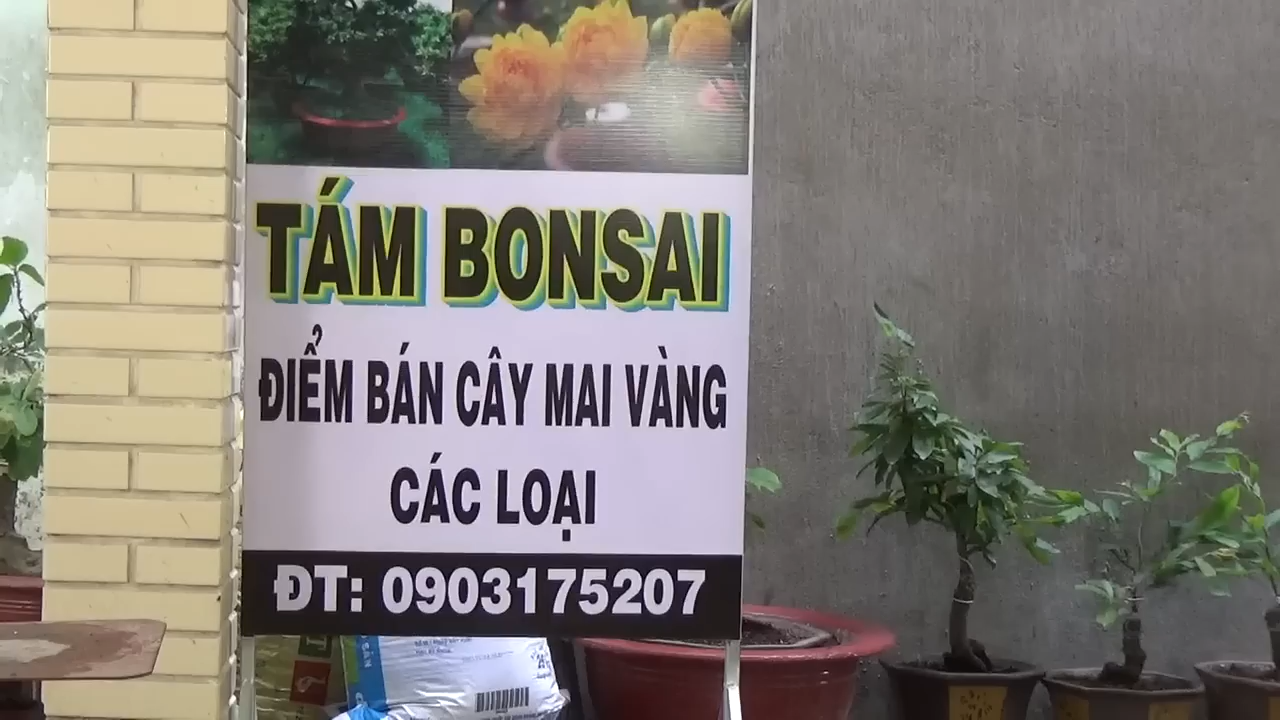 TÁM BONSAI
ĐIỂM BÁN CÂY MAI VÀNG
CÁC LOẠI
ĐT: 0903175207